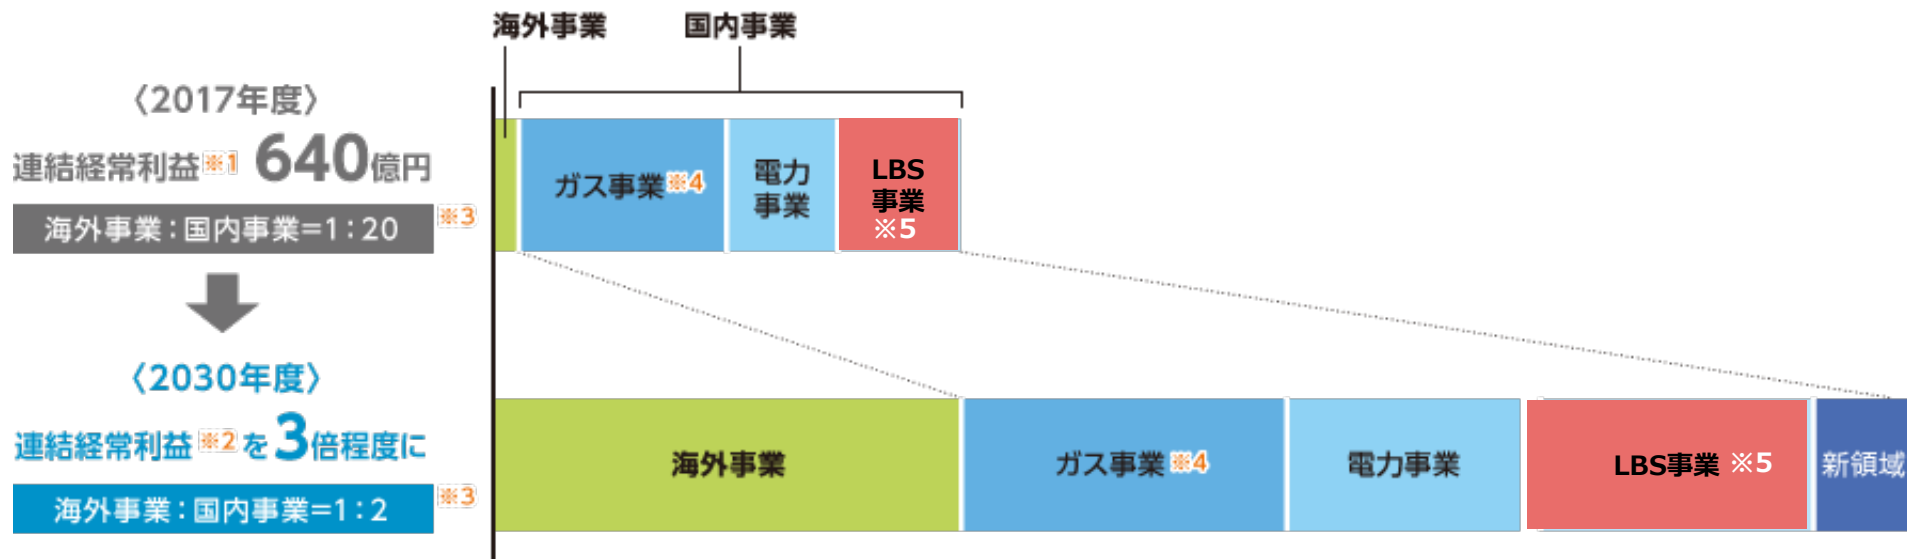 海外事業
国内事業
〈2017年度〉
連結経常利益※1 640億円
海外事業：国内事業=1：20 ※3
ガス事業※4
電力
事業
LBS
事業
※5
〈2030年度〉
連結経常利益※2を3倍程度に
海外事業：国内事業=1：2 ※3
海外事業
ガス事業※4
電力事業
LBS事業 ※5
新領域